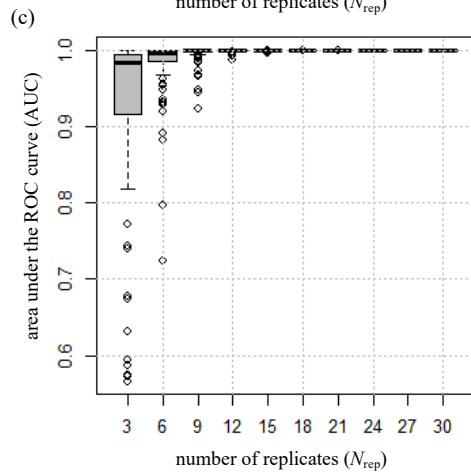 number of replicates (Nrep)
(c)
area under the ROC curve (AUC)
1.0
0.9
0.8
0.7
0.6
3 6 9 12 15 18 21 24 27 30
number of replicates (Nrep)